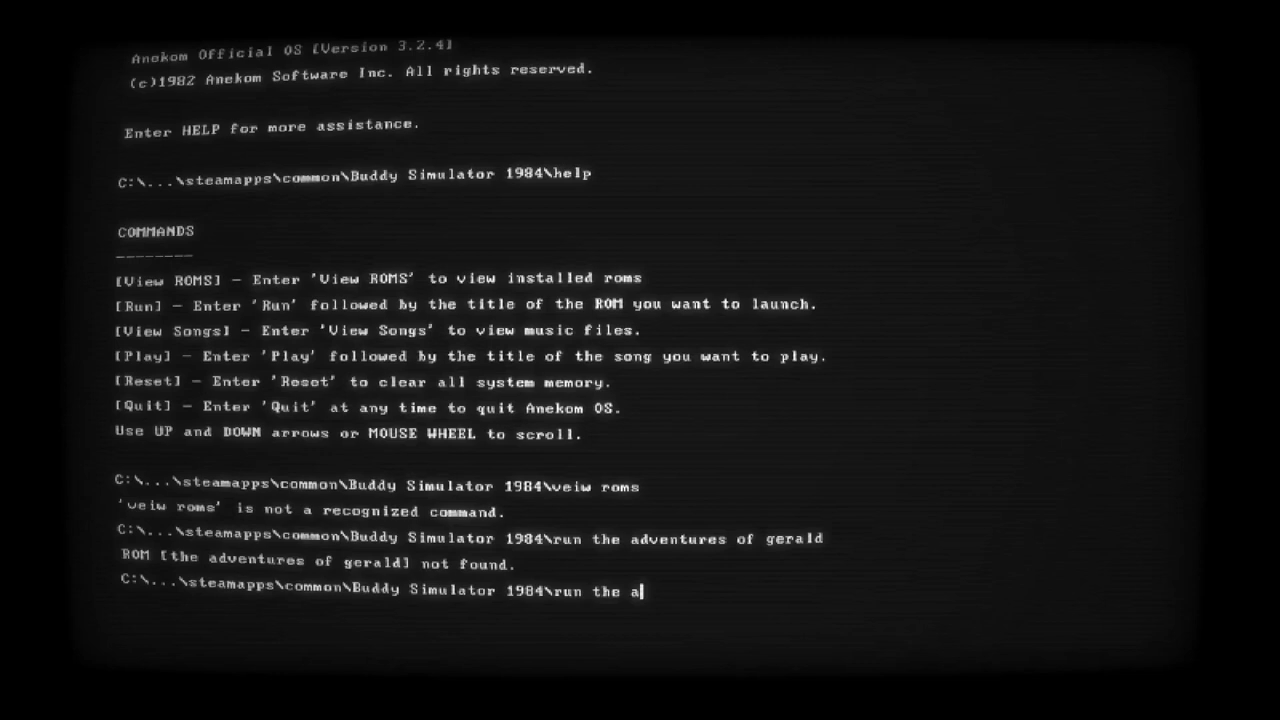 Anekom Official OS [Version 3.2.4]
(c)1982 Anekom Software Inc. All rights reserved.
Enter HELP for more assistance.
C:\...\steamapps\common\Buddy Simulator 1984\help
COMMANDS
--------
[View ROMS] - Enter 'View ROMS' to view installed roms
[Run] - Enter 'Run' followed by the title of the ROM you want to launch.
[View Songs] - Enter 'View Songs' to view music files.
[Play] - Enter 'Play' followed by the title of the song you want to play.
[Reset] - Enter 'Reset' to clear all system memory.
[Quit] - Enter 'Quit' at any time to quit Anekom OS.
Use UP and DOWN arrows or MOUSE WHEEL to scroll.
C:\...\steamapps\common\Buddy Simulator 1984\veiw roms
'veiw roms' is not a recognized command.
C:\...\steamapps\common\Buddy Simulator 1984\run the adventures of gerald
ROM [the adventures of gerald] not found.
C:\...\steamapps\common\Buddy Simulator 1984\run the a